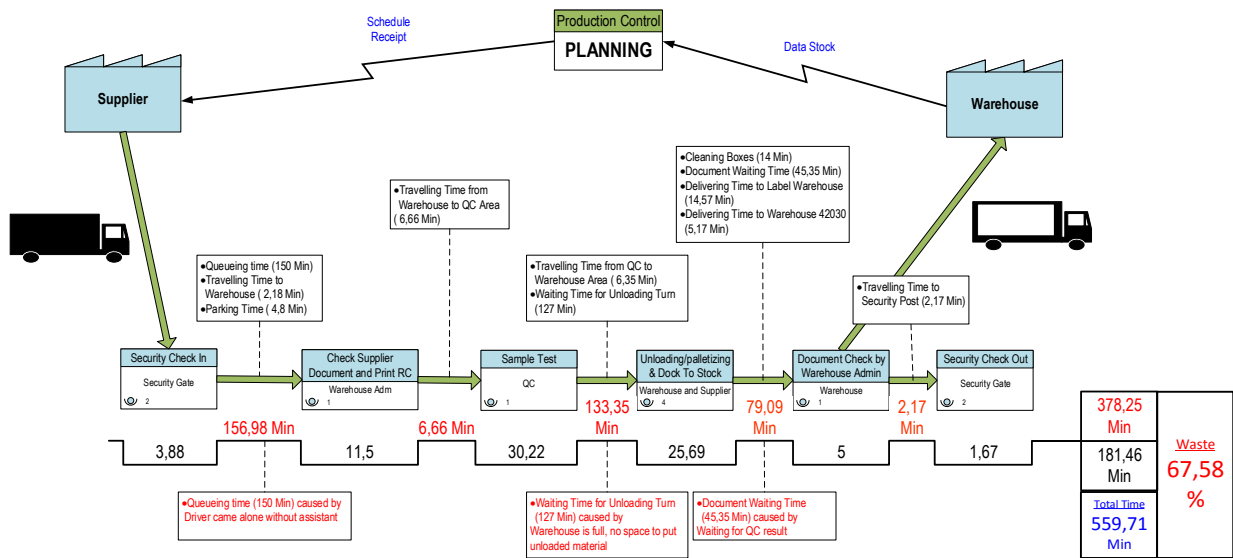 Production Control
PLANNING
Schedule
Receipt
Data Stock
Supplier
Warehouse
●Cleaning Boxes (14 Min)
●Document Waiting Time (45,35 Min)
●Delivering Time to Label Warehouse
(14,57 Min)
●Delivering Time to Warehouse 42030
(5,17 Min)
●Travelling Time from
Warehouse to QC Area
( 6,66 Min)
●Queueing time (150 Min)
●Travelling Time to
Warehouse ( 2,18 Min)
●Parking Time ( 4,8 Min)
●Travelling Time from QC to
Warehouse Area ( 6,35 Min)
●Waiting Time for Unloading Turn
(127 Min)
●Travelling Time to
Security Post (2,17 Min)
Security Check In
Security Gate
2
Check Supplier
Document and Print RC
Warehouse Adm
1
Sample Test
QC
1
Unloading/palletizing
& Dock To Stock
Warehouse and Supplier
4
Document Check by
Warehouse Admin
Warehouse
1
Security Check Out
Security Gate
2
156,98 Min
6,66 Min
133,35
Min
79,09
Min
2,17
Min
3,88
11,5
30,22
25,69
5
1,67
378,25
Min
181,46
Min
Total Time
559,71
Min
Waste
67,58
%
●Queueing time (150 Min) caused by
Driver came alone without assistant
●Waiting Time for Unloading Turn
(127 Min) caused by
Warehouse is full, no space to put
unloaded material
●Document Waiting Time
(45,35 Min) caused by
Waiting for QC result